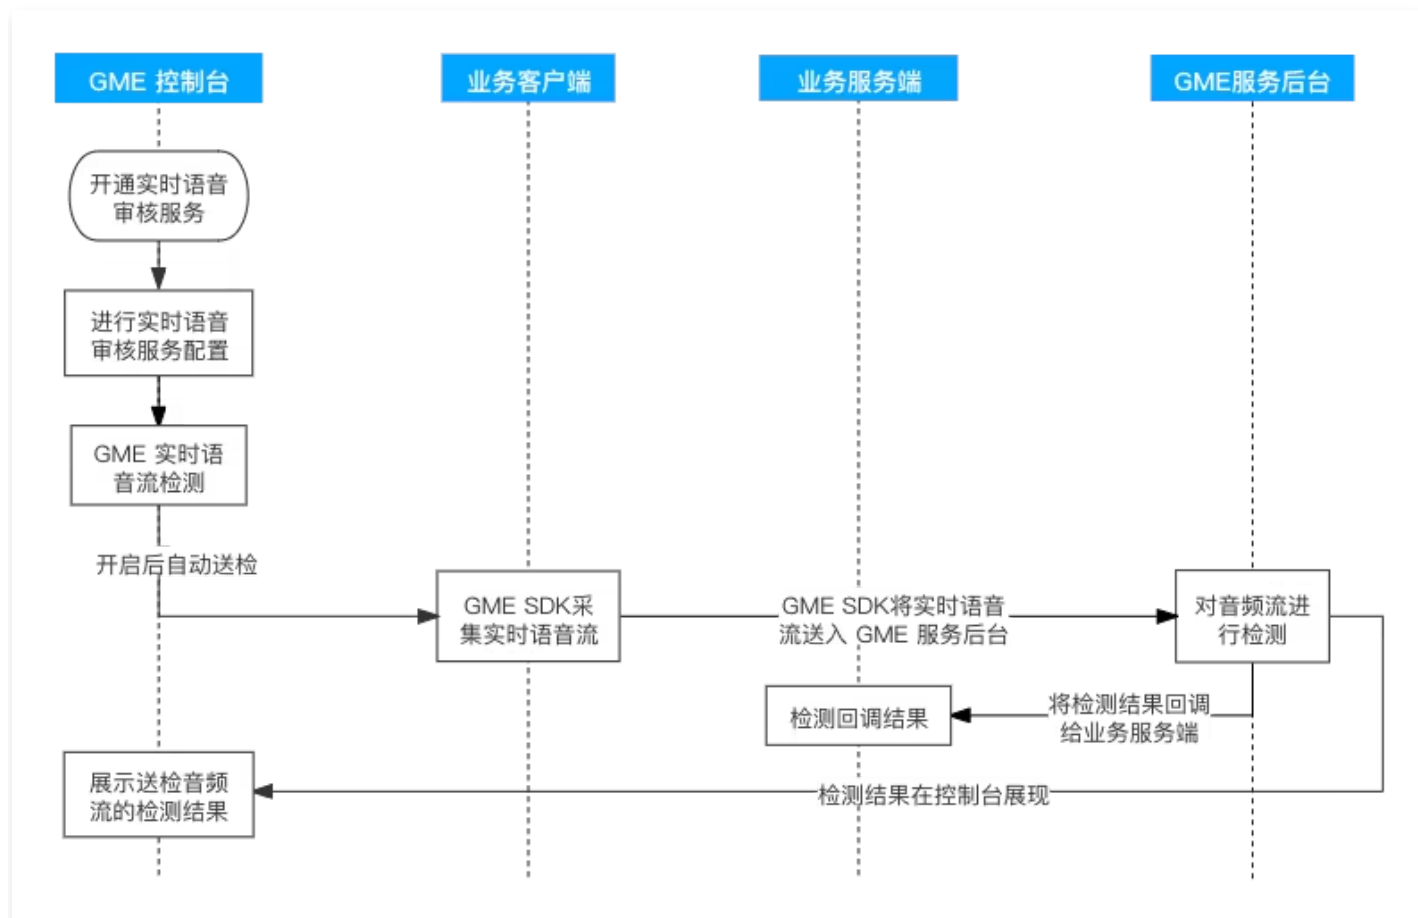 GME 控制台
业务客户端
业务服务端
GME服务后台
开通实时语音
审核服务
进行实时语音
审核服务配置
GME 实时语
音流检测
开启后自动送检
GME SDK采
集实时语音流
GME SDK将实时语音
流送入 GME 服务后台
对音频流进
行检测
检测回调结果
将检测结果回调
给业务服务端
展示送检音频
流的检测结果
检测结果在控制台展现